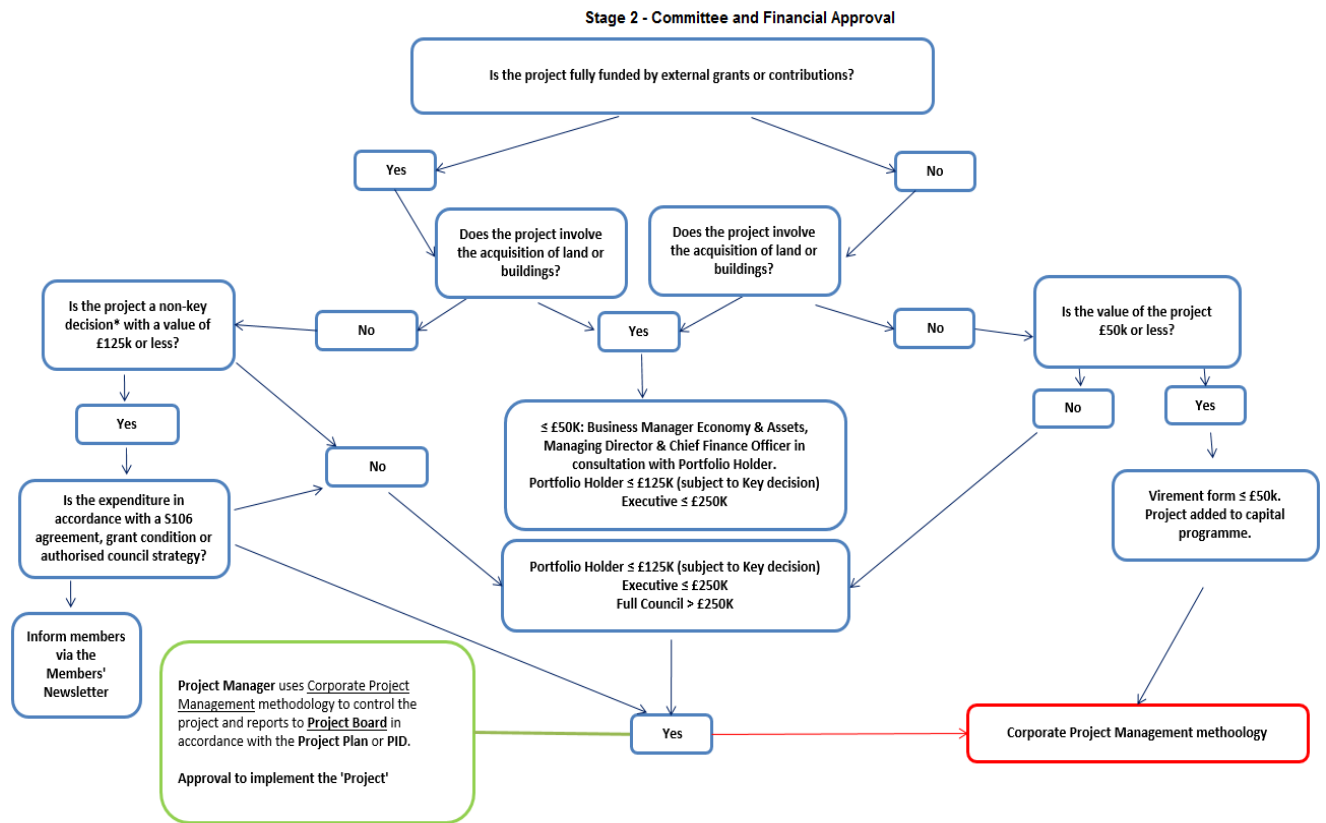 Stage 2 - Committee and Financial Approval
Is the project fully funded by external grants or contributions?
Yes
No
Does the project involve
the acquisition of land or
buildings?
Does the project involve
the acquisition of land or
buildings?
Is the project a non-key
decision* with a value of
£125k or less?
No
Yes
No
Is the value of the project
£50k or less?
Yes
No
Yes
No
≤ £50K: Business Manager Economy & Assets,
Managing Director & Chief Finance Officer in
consultation with Portfolio Holder.
Portfolio Holder ≤ £125K (subject to Key decision)
Executive ≤ £250K
Is the expenditure in
accordance with a S106
agreement, grant condition or
authorised council strategy?
Virement form ≤ £50k.
Project added to capital
programme.
Portfolio Holder ≤ £125K (subject to Key decision)
Executive ≤ £250K
Full Council > £250K
Inform members
via the
Members'
Newsletter
Project Manager uses Corporate Project
Management methodology to control the
project and reports to Project Board in
accordance with the Project Plan or PID.
Approval to implement the 'Project'
Yes
Corporate Project Management methoology